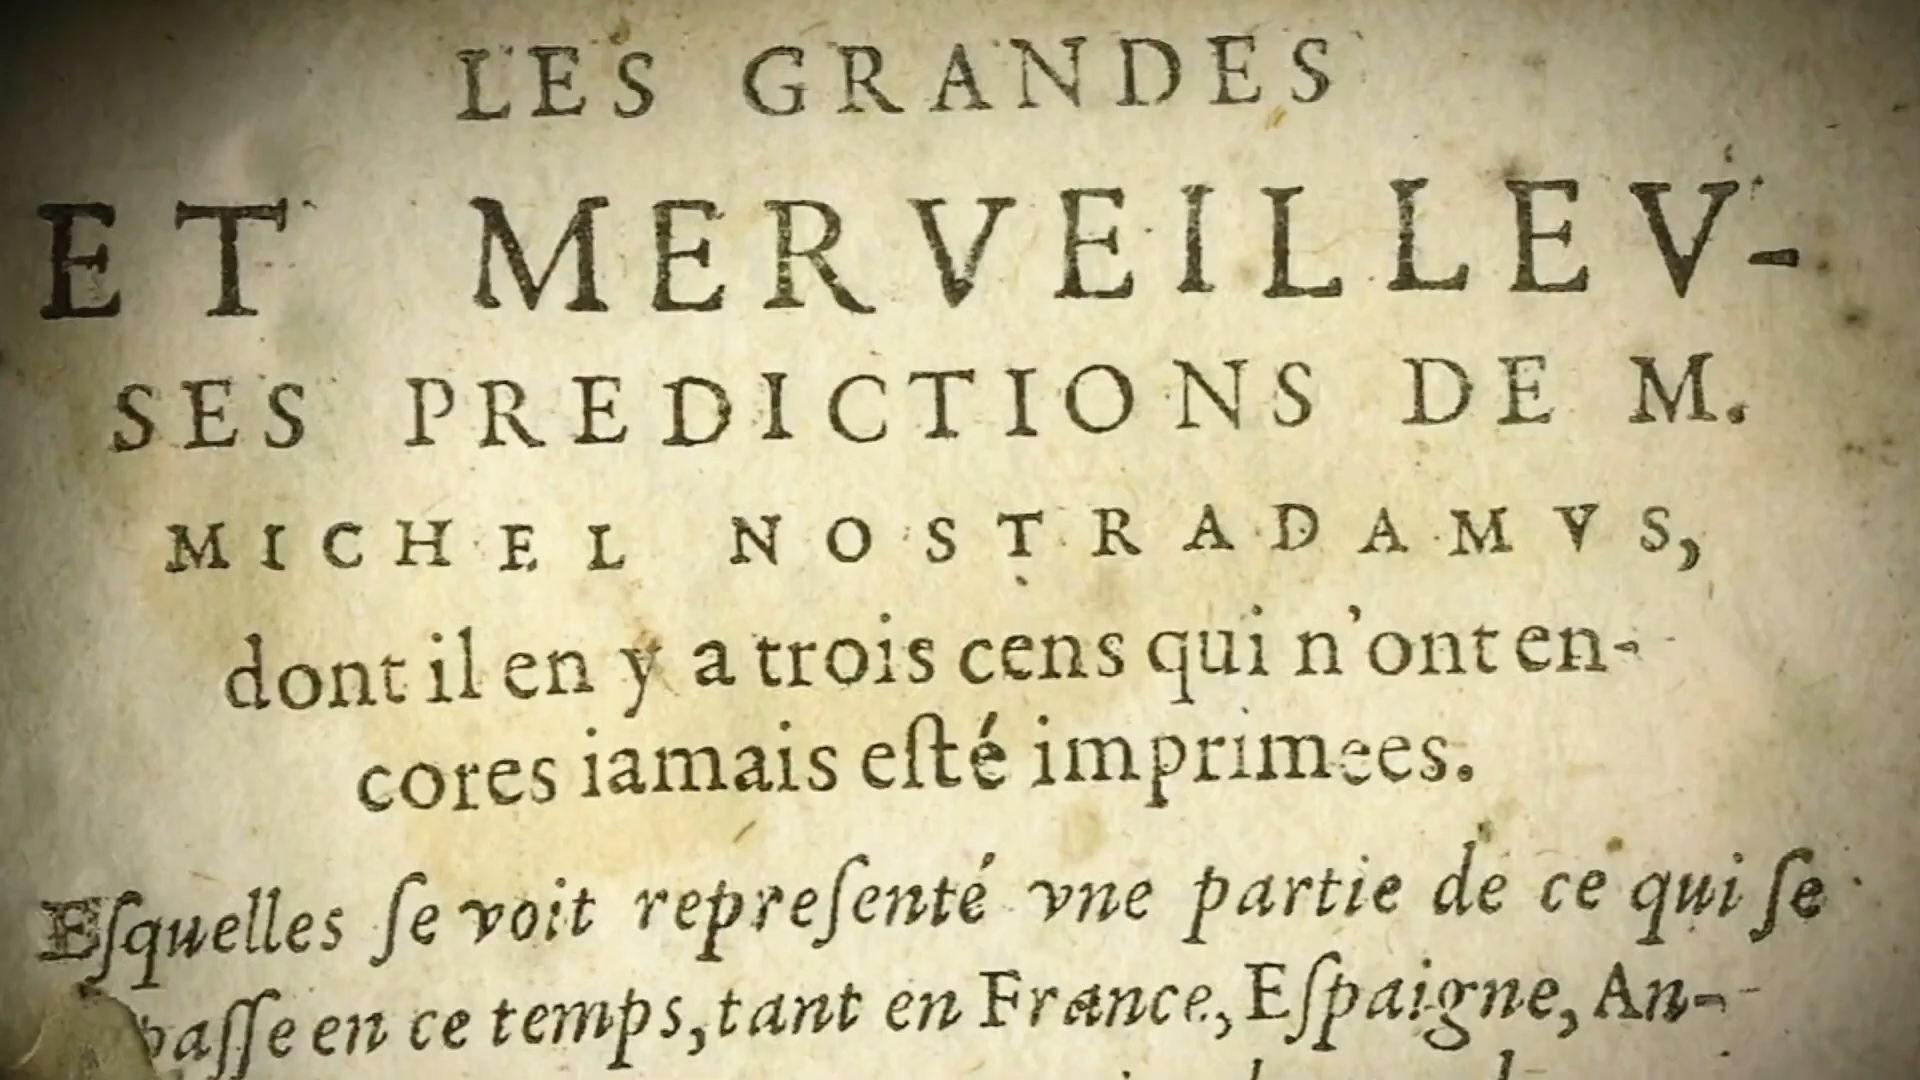 LES GRANDES
ET MERVEILLEV-
SES PREDICTIONS DE M.
MICHEL NOSTRADAMVS,
dont il en y a trois cens qui n'ont en-
cores iamais eſté imprimees.
Eſquelles ſe voit repreſenté vne partie de ce qui ſe
paſſe en ce temps, tant en France, Eſpaigne, An-